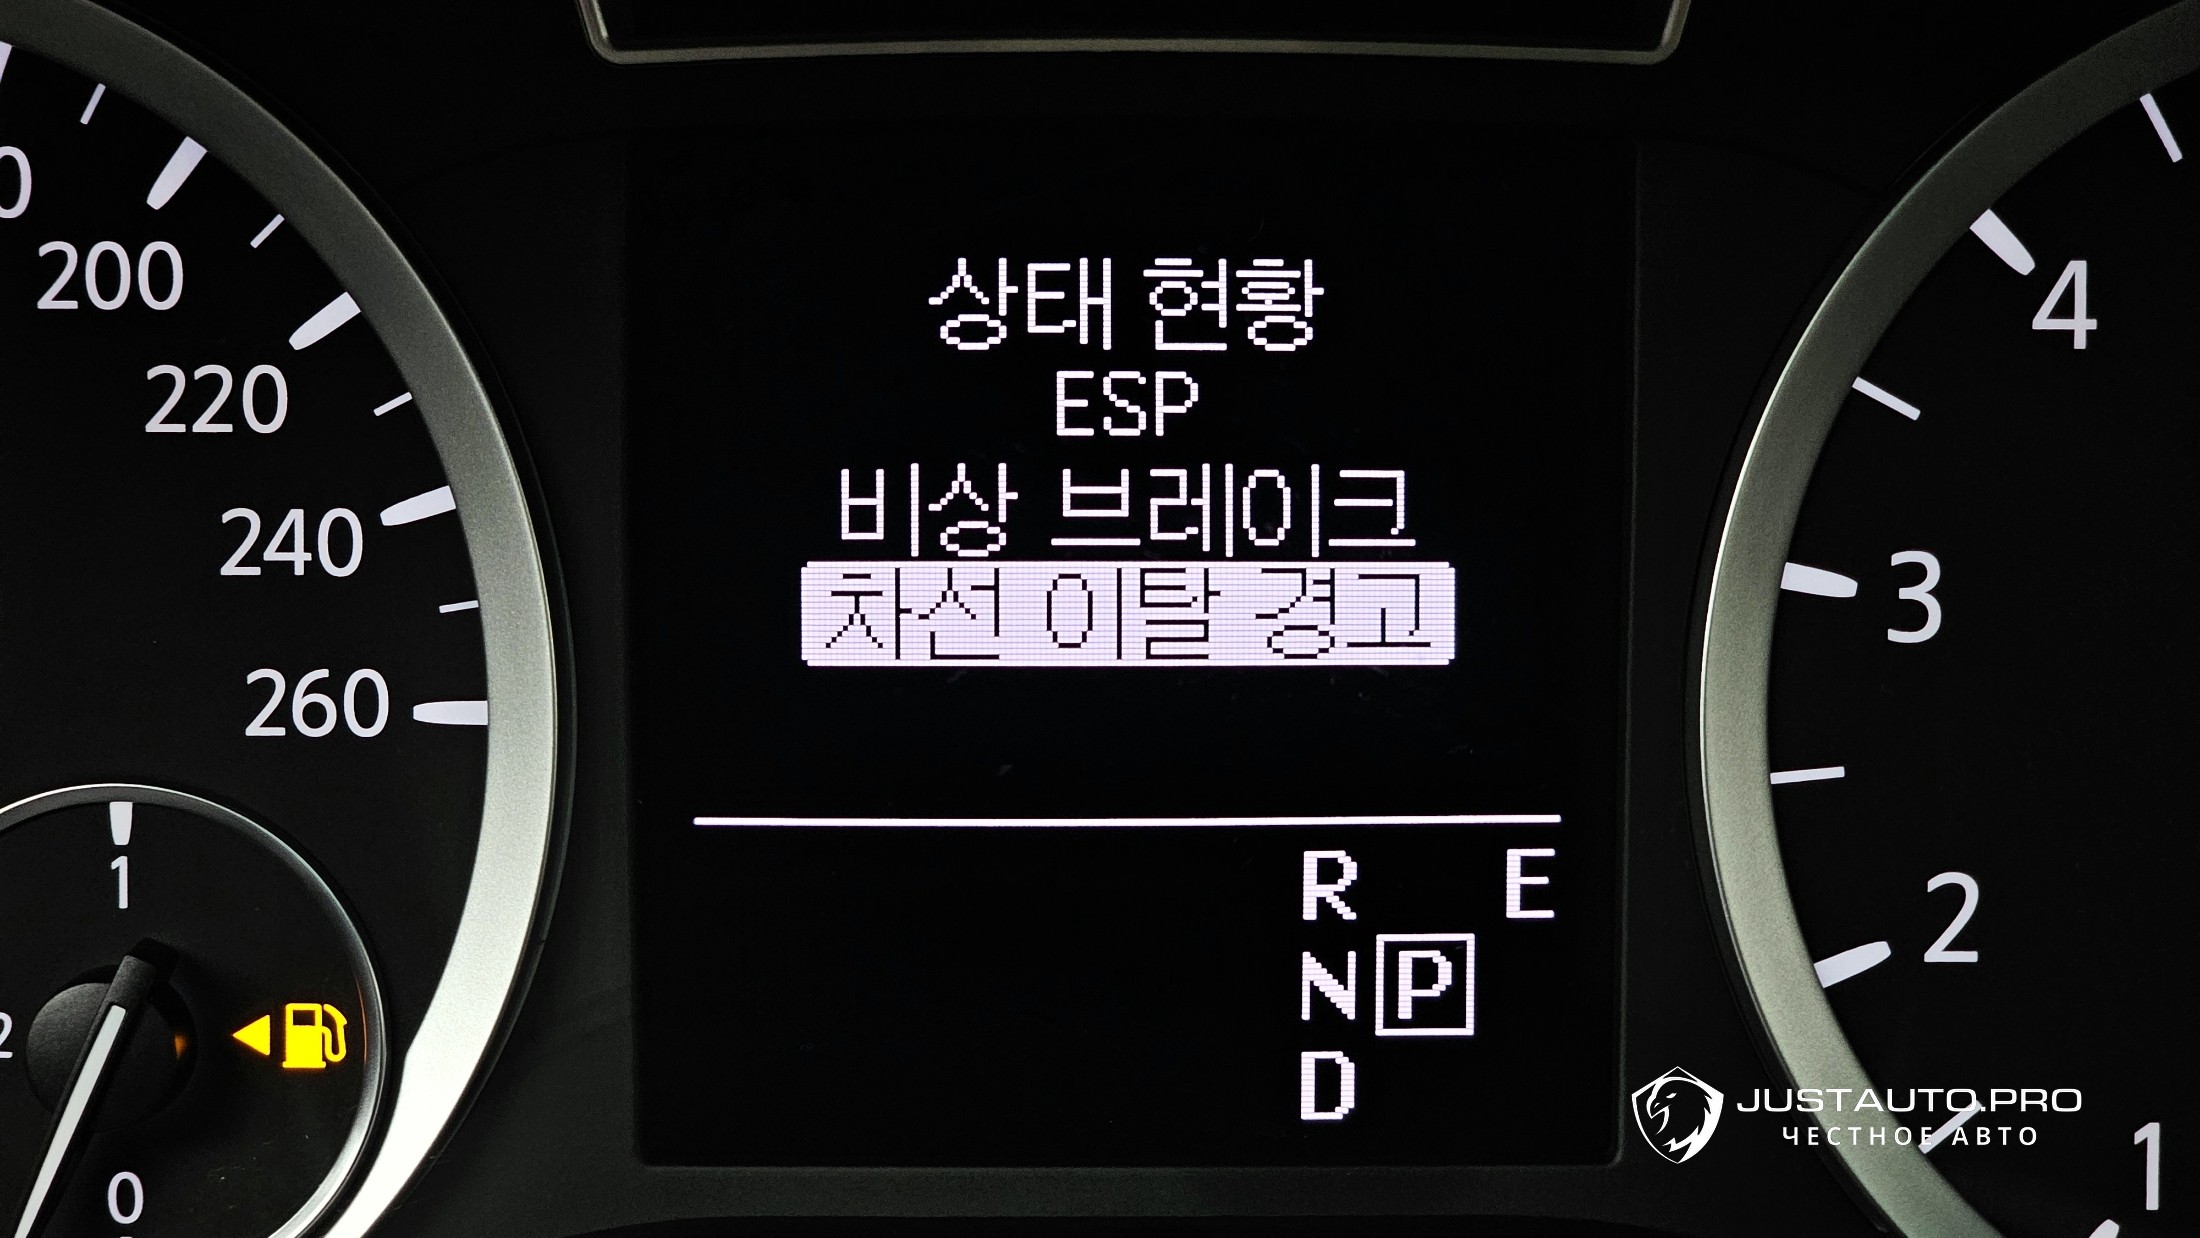 상태 현황
ESP
비상 브레이크
차선 이탈 경고
R E
N P
D
200
220
240
260
1
0
4
3
2
1
JUSTAUTO.PRO
ЧЕСТНОЕ АВТО